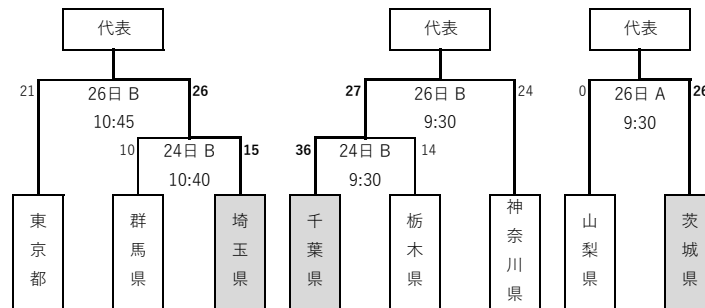 代表
代表
代表
21
26日 B
26
27
26日 B
24
0
26日 A
26
10:45
9:30
9:30
10
24日 B
15
36
24日 B
14
10:40
9:30
東京都
群馬県
埼玉県
千葉県
栃木県
神奈川県
山梨県
茨城県